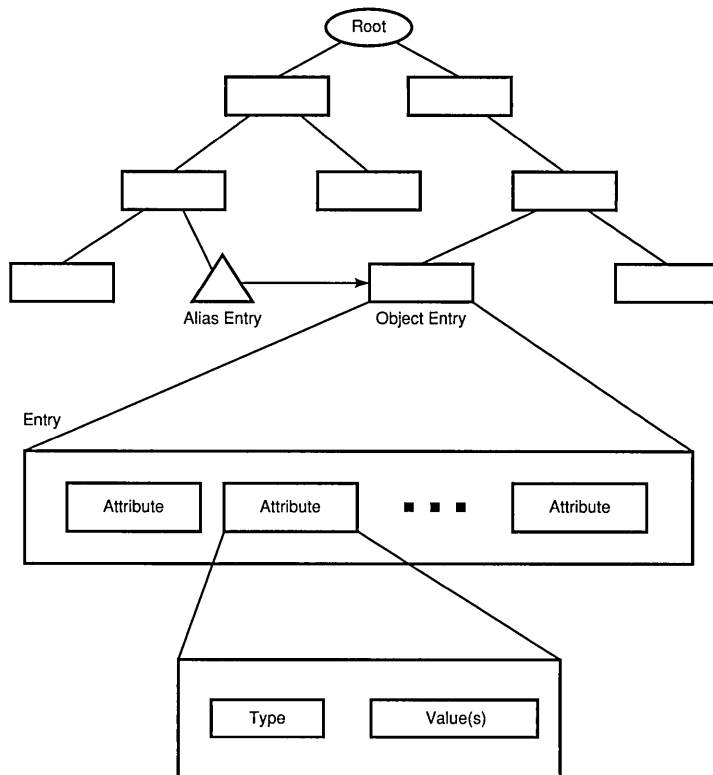 Root
Alias Entry
Object Entry
Entry
Attribute
Attribute
Attribute
Type
Value(s)